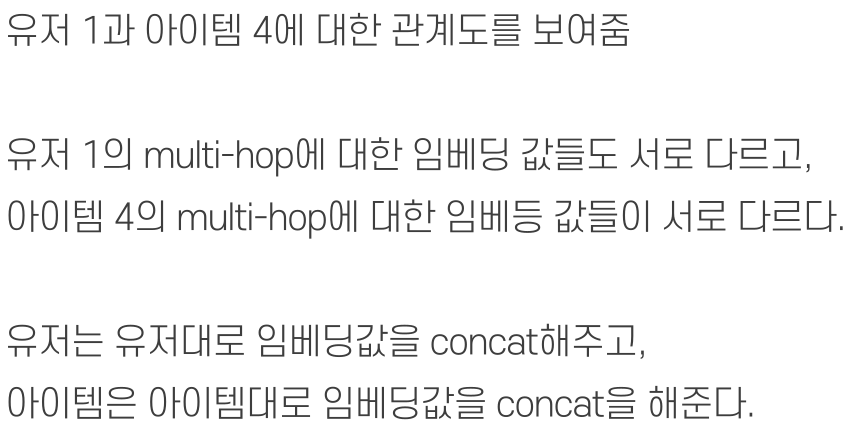 유저 1과 아이템 4에 대한 관계도를 보여줌
유저 1의 multi-hop에 대한 임베딩 값들도 서로 다르고,
아이템 4의 multi-hop에 대한 임베등 값들이 서로 다르다.
유저는 유저대로 임베딩값을 concat해주고,
아이템은 아이템대로 임베딩값을 concat을 해준다.